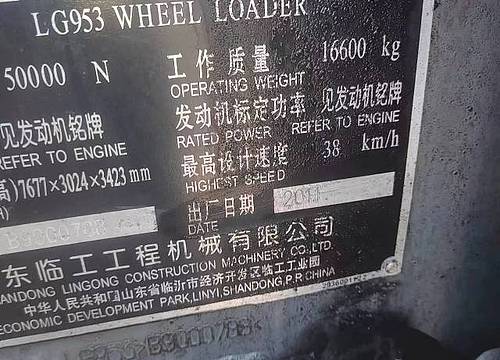 LG953 WHEEL LOADER
50000 N 工作质量 16600 kg
OPERATING WEIGHT
见发动机铭牌 发动机标定功率 见发动机铭牌
REFER TO ENGINE RATED POWER REFER TO ENGINE
高)7677×3024×3423 mm 最高设计速度 38 km/h
HIGHEST SPEED
出厂日期 2011
DATE
东临工工程机械有限公司
ANDONG LINGONG CONSTRUCTION MACHINERY CO.,LTD.
中华人民共和国山东省临沂市经济开发区临工工业园
ECONOMIC DEVELOPMENT PARK,LINYI,SHANDONG,P.R.CHINA